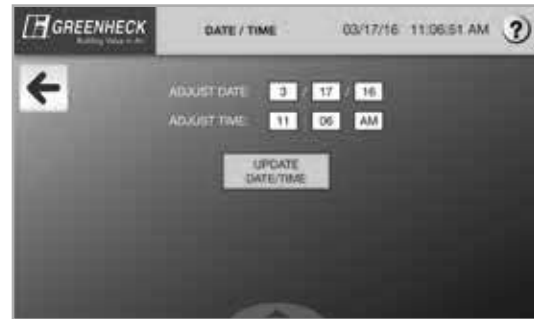 GREENHECK
Building Value in Air.
DATE / TIME
03/17/16 11:06:51 AM
?
ADJUST DATE: 3 / 17 / 16
ADJUST TIME: 11 06 AM
UPDATE
DATE/TIME